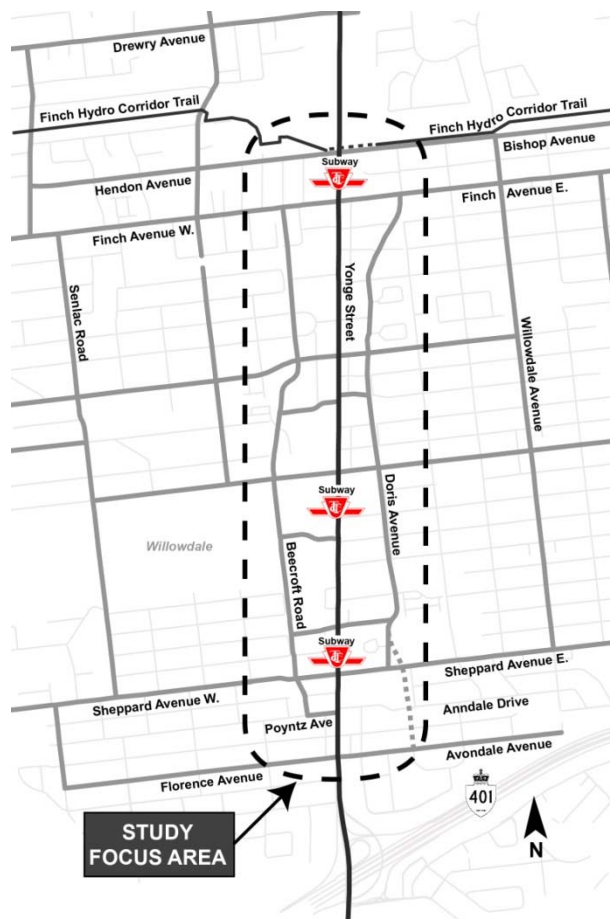 Drewry Avenue
Finch Hydro Corridor Trail
Finch Hydro Corridor Trail
Bishop Avenue
Subway
Hendon Avenue
Finch Avenue E.
Finch Avenue W.
Yonge Street
Senlac Road
Willowdale Avenue
Subway
Doris Avenue
Willowdale
Beecroft Road
Subway
Sheppard Avenue E.
Sheppard Avenue W.
Anndale Drive
Poyntz Ave
Avondale Avenue
Florence Avenue
401
STUDY
FOCUS AREA
N